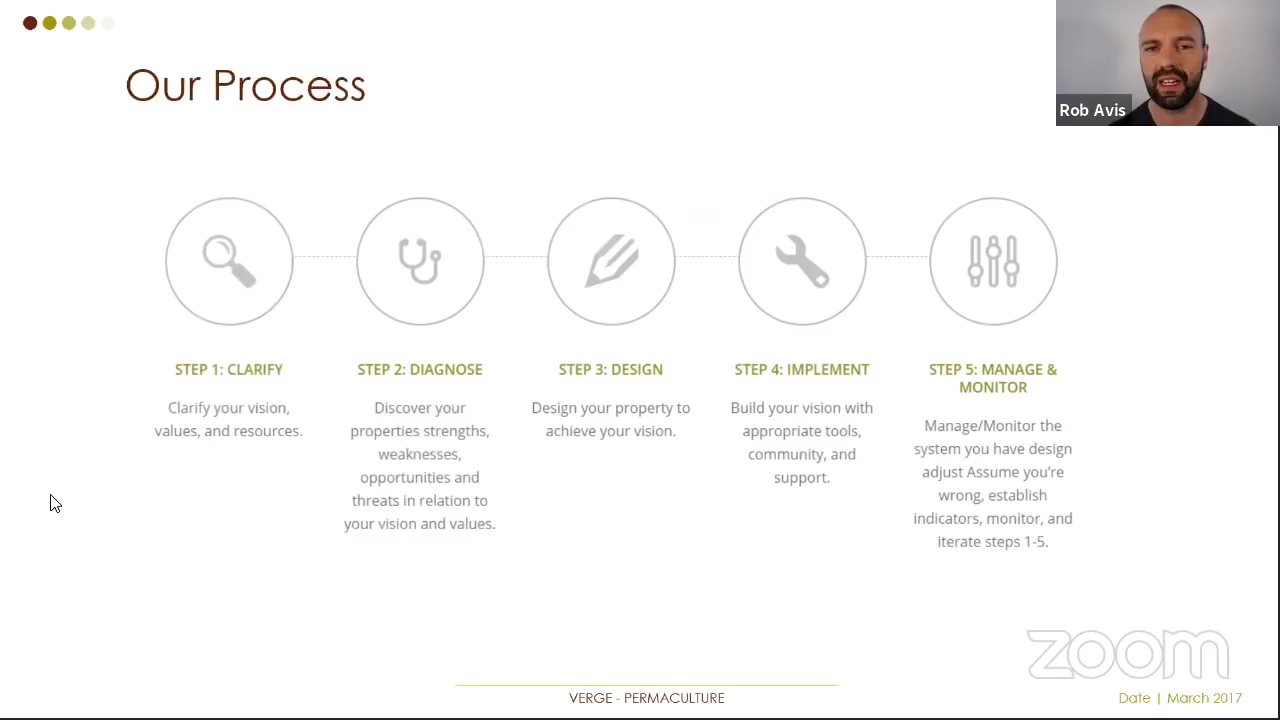 Our Process
Rob Avis
STEP 1: CLARIFY
Clarify your vision,
values, and resources.
STEP 2: DIAGNOSE
Discover your
properties strengths,
weaknesses,
opportunities and
threats in relation to
your vision and values.
STEP 3: DESIGN
Design your property to
achieve your vision.
STEP 4: IMPLEMENT
Build your vision with
appropriate tools,
community, and
support.
STEP 5: MANAGE &
MONITOR
Manage/Monitor the
system you have design
adjust Assume you're
wrong, establish
indicators, monitor, and
iterate steps 1-5.
zoom
VERGE - PERMACULTURE
Date | March 2017